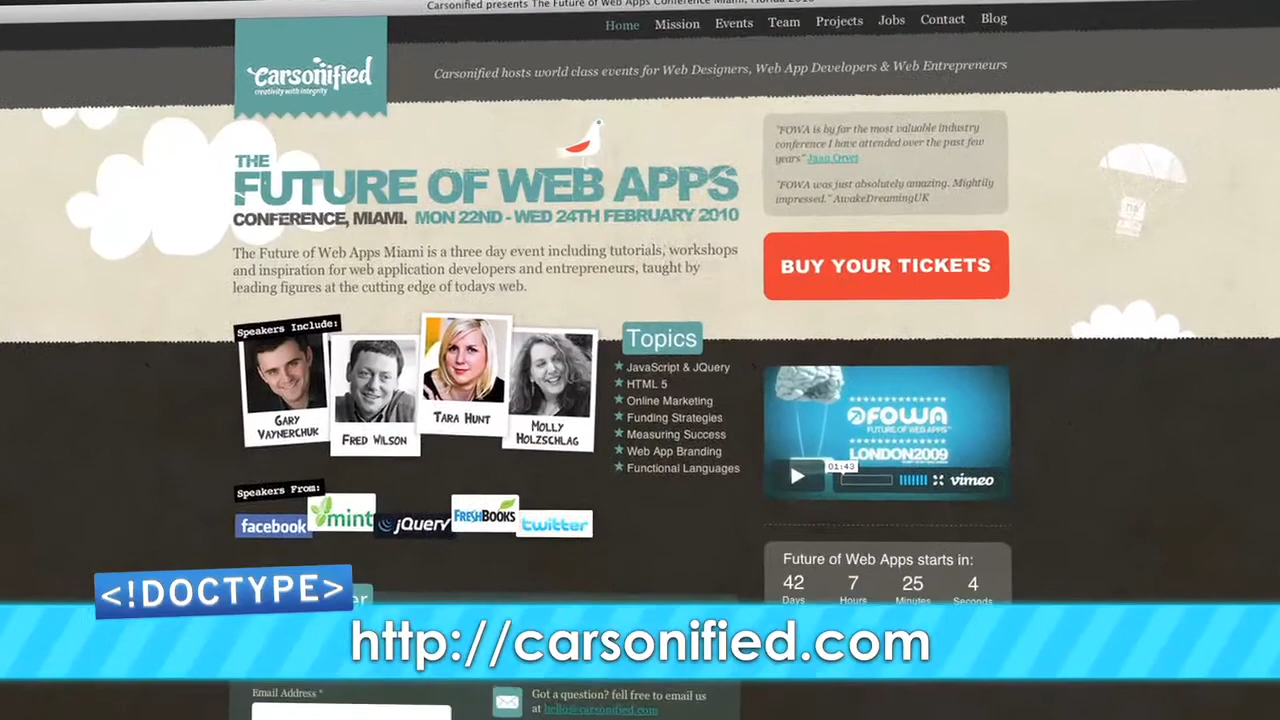 Carsonified presents The Future of Web Apps Conference Miami, Florida 2010
Home Mission Events Team Projects Jobs Contact Blog
Carsonified
creativity with integrity
Carsonified hosts world class events for Web Designers, Web App Developers & Web Entrepreneurs
THE
FUTURE OF WEB APPS
CONFERENCE, MIAMI. MON 22ND - WED 24TH FEBRUARY 2010
The Future of Web Apps Miami is a three day event including tutorials, workshops
and inspiration for web application developers and entrepreneurs, taught by
leading figures at the cutting edge of todays web.
"FOWA is by far the most valuable industry
conference I have attended over the past few
years" Jaan Orvet
"FOWA was just absolutely amazing. Mightily
impressed." AwakeDreamingUK
BUY YOUR TICKETS
Speakers Include:
GARY
VAYNERCHUK
FRED WILSON
TARA HUNT
MOLLY
HOLZSCHLAG
Topics
JavaScript & JQuery
HTML 5
Online Marketing
Funding Strategies
Measuring Success
Web App Branding
Functional Languages
FOWA
FUTURE OF WEB APPS
LONDON2009
01:43
vimeo
Speakers From:
facebook
mint
jQuery
FRESHBOOKS
twitter
Future of Web Apps starts in:
42 7 25 4
Days Hours Minutes Seconds
<!DOCTYPE>
er
http://carsonified.com
Email Address *
Got a question? fell free to email us
at hello@carsonified.com